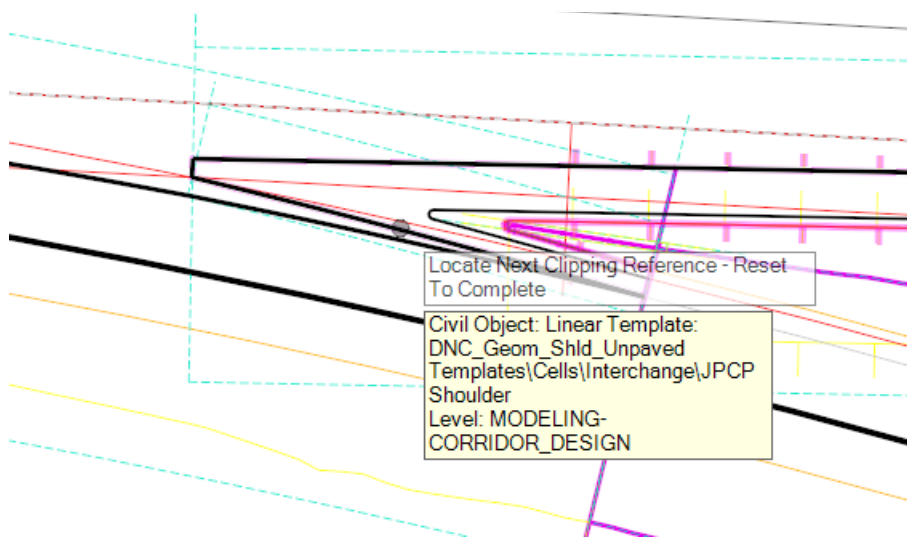 Locate Next Clipping Reference - Reset
To Complete
Civil Object: Linear Template:
DNC_Geom_Shld_Unpaved
Templates\Cells\Interchange\JPCP
Shoulder
Level: MODELING-
CORRIDOR_DESIGN